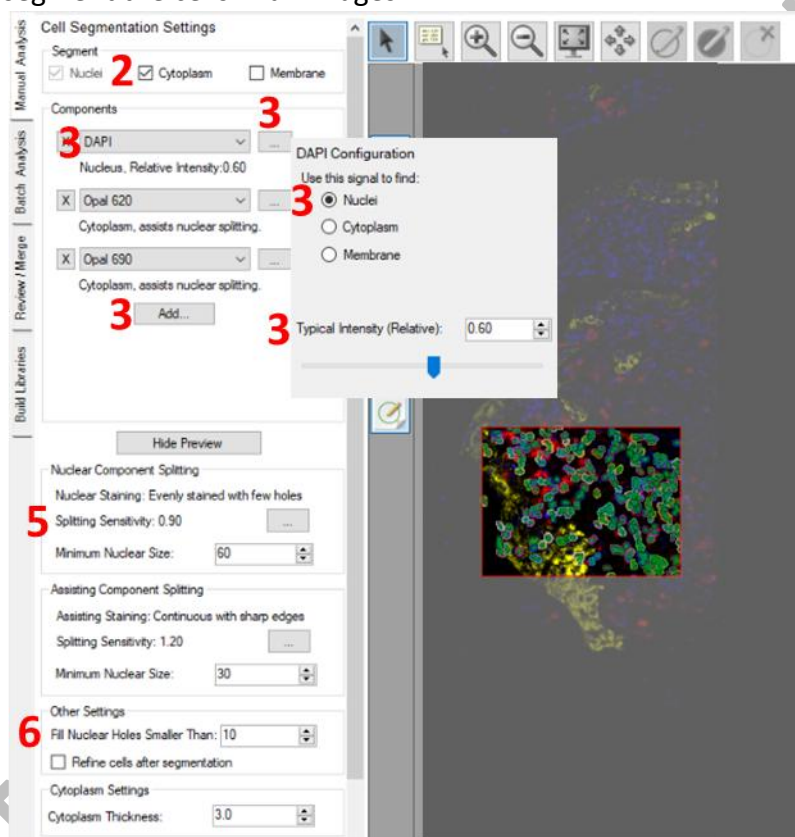 Cell Segmentation Settings
Segment
Nuclei 2 Cytoplasm Membrane
Components
3
3 DAPI ...
Nucleus, Relative Intensity:0.60
X Opal 620 ...
Cytoplasm, assists nuclear splitting.
X Opal 690 ...
Cytoplasm, assists nuclear splitting.
3 Add...
Hide Preview
Nuclear Component Splitting
Nuclear Staining: Evenly stained with few holes
5 Splitting Sensitivity: 0.90 ...
Minimum Nuclear Size: 60
Assisting Component Splitting
Assisting Staining: Continuous with sharp edges
Splitting Sensitivity: 1.20 ...
Minimum Nuclear Size: 30
Other Settings
6 Fill Nuclear Holes Smaller Than: 10
Refine cells after segmentation
Cytoplasm Settings
Cytoplasm Thickness: 3.0
DAPI Configuration
Use this signal to find:
3 Nuclei
Cytoplasm
Membrane
3 Typical Intensity (Relative): 0.60
Manual Analysis
Batch Analysis
Review / Merge
Build Libraries